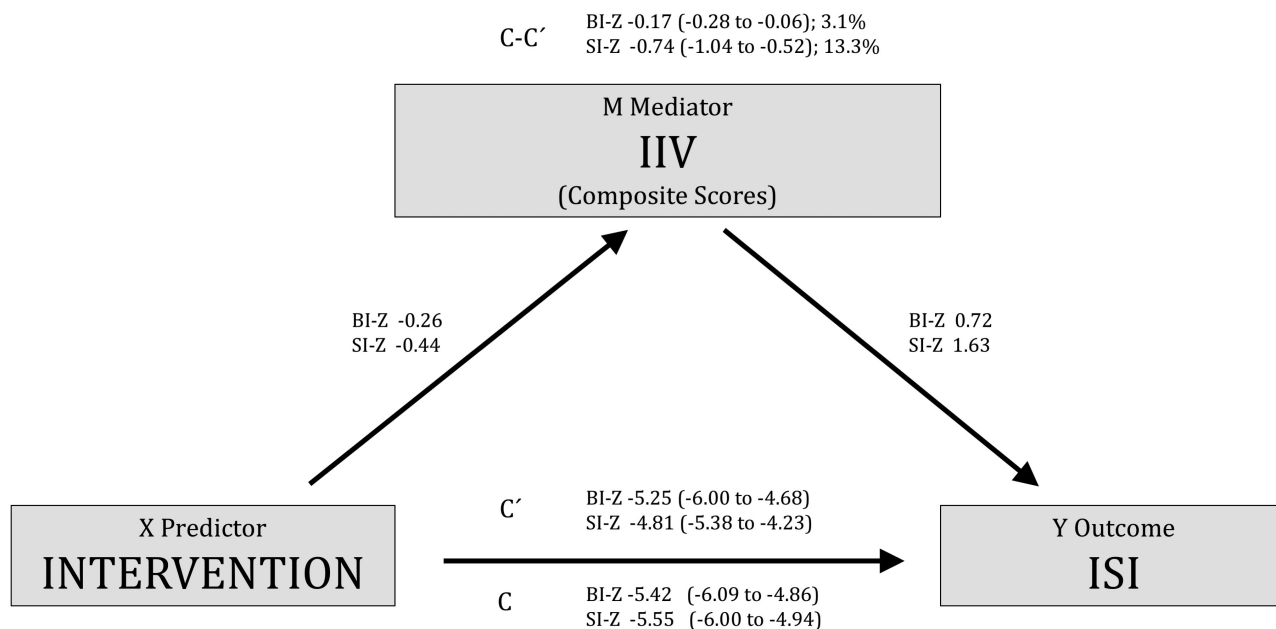 C-C´
BI-Z -0.17 (-0.28 to -0.06); 3.1%
SI-Z -0.74 (-1.04 to -0.52); 13.3%
M Mediator
IIV
(Composite Scores)
BI-Z -0.26
SI-Z -0.44
BI-Z 0.72
SI-Z 1.63
X Predictor
INTERVENTION
C´
BI-Z -5.25 (-6.00 to -4.68)
SI-Z -4.81 (-5.38 to -4.23)
C
BI-Z -5.42 (-6.09 to -4.86)
SI-Z -5.55 (-6.00 to -4.94)
Y Outcome
ISI